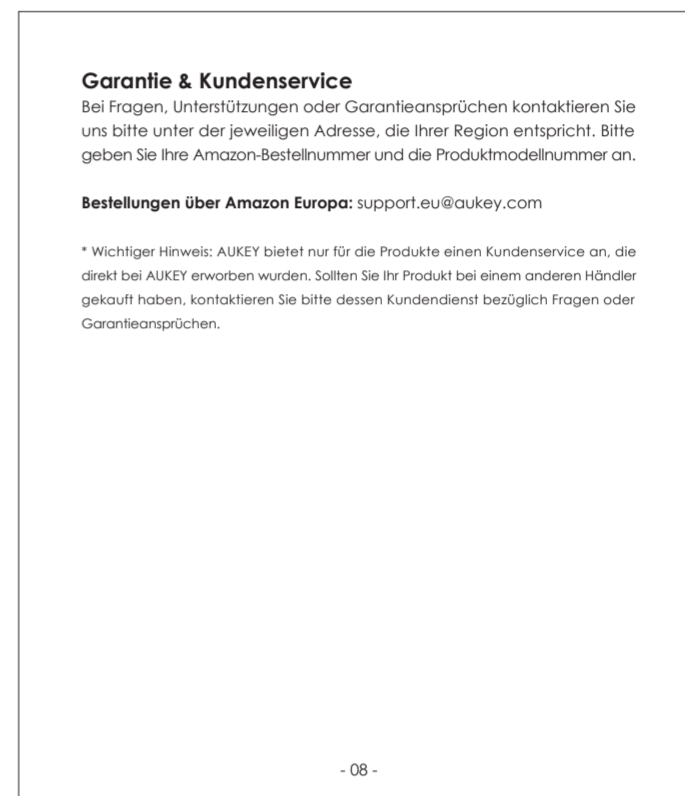 Garantie & Kundenservice
Bei Fragen, Unterstützungen oder Garantieansprüchen kontaktieren Sie
uns bitte unter der jeweiligen Adresse, die Ihrer Region entspricht. Bitte
geben Sie Ihre Amazon-Bestellnummer und die Produktmodellnummer an.
Bestellungen über Amazon Europa: support.eu@aukey.com
* Wichtiger Hinweis: AUKEY bietet nur für die Produkte einen Kundenservice an, die
direkt bei AUKEY erworben wurden. Sollten Sie Ihr Produkt bei einem anderen Händler
gekauft haben, kontaktieren Sie bitte dessen Kundendienst bezüglich Fragen oder
Garantieansprüchen.
- 08 -